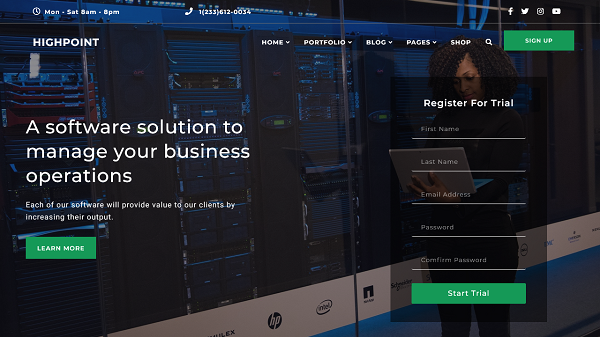 Mon - Sat 8am - 8pm
1(233)612-0034
HIGHPOINT
HOME
PORTFOLIO
BLOG
PAGES
SHOP
SIGN UP
A software solution to
manage your business
operations
Each of our software will provide value to our clients by
increasing their output.
LEARN MORE
Register For Trial
First Name
Last Name
Email Address
Password
Comfirm Password
Start Trial
ULEX
hp
intel